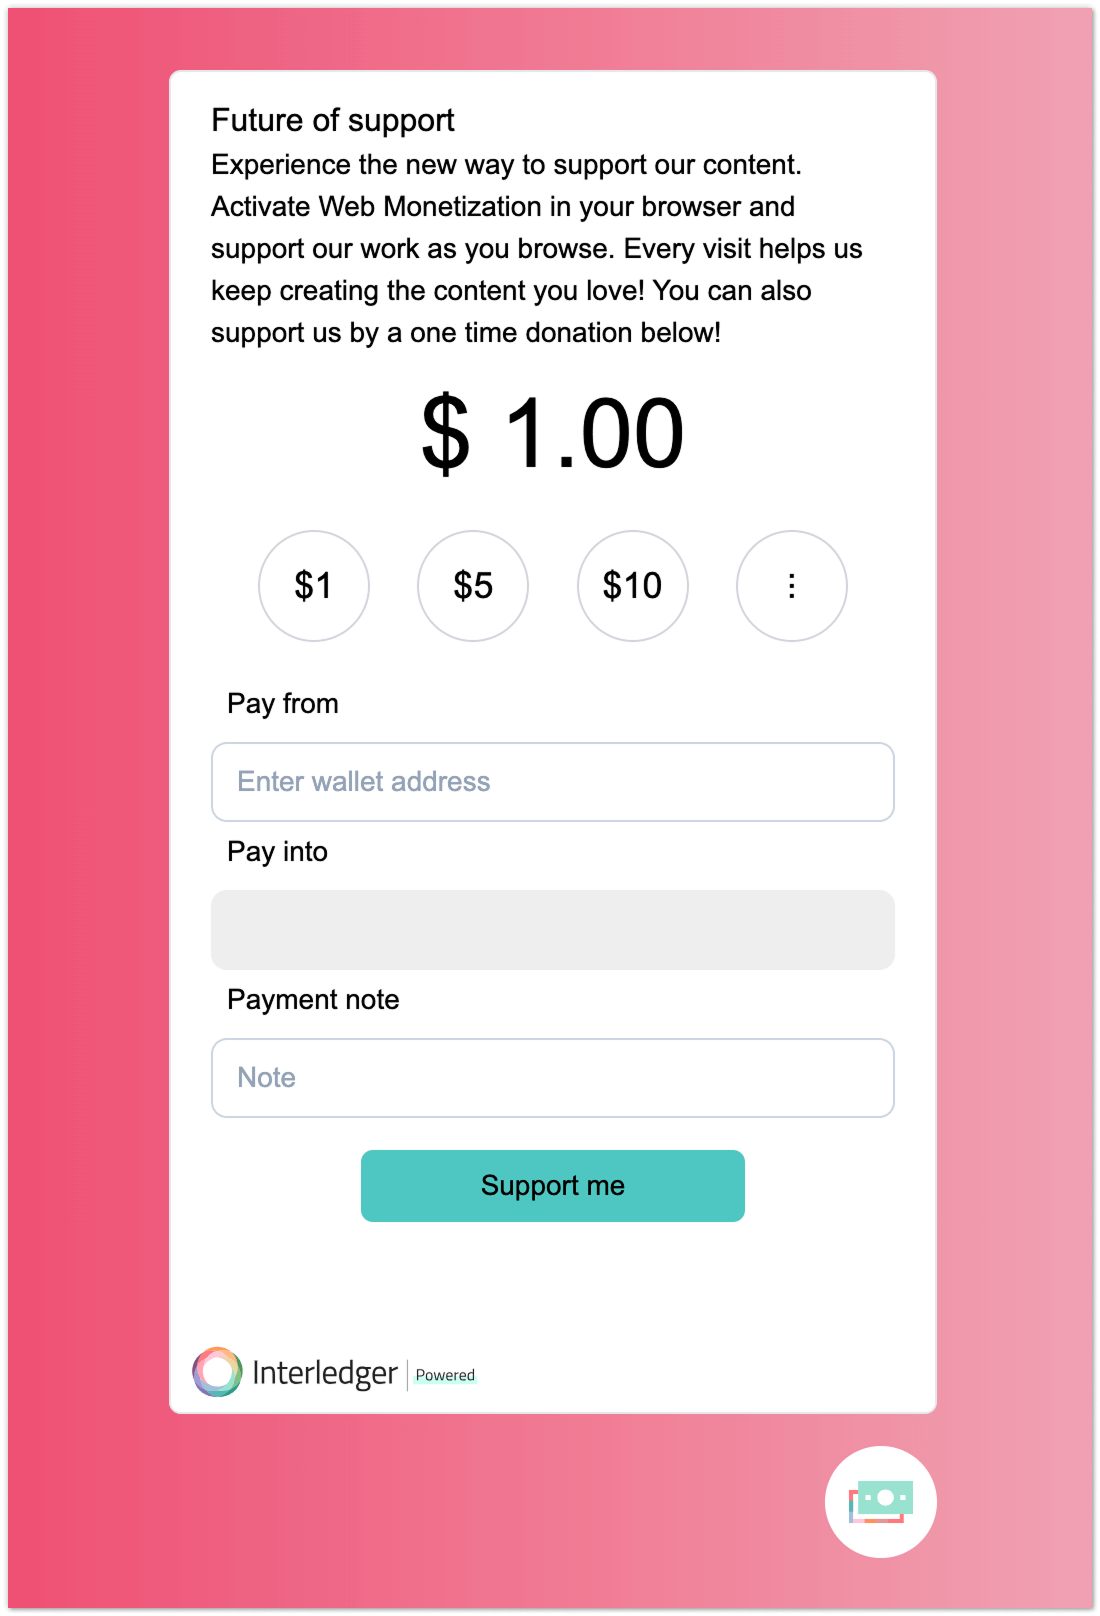 Future of support
Experience the new way to support our content.
Activate Web Monetization in your browser and
support our work as you browse. Every visit helps us
keep creating the content you love! You can also
support us by a one time donation below!
$ 1.00
$1 $5 $10 ⋮
Pay from
Enter wallet address
Pay into
Payment note
Note
Support me
Interledger | Powered